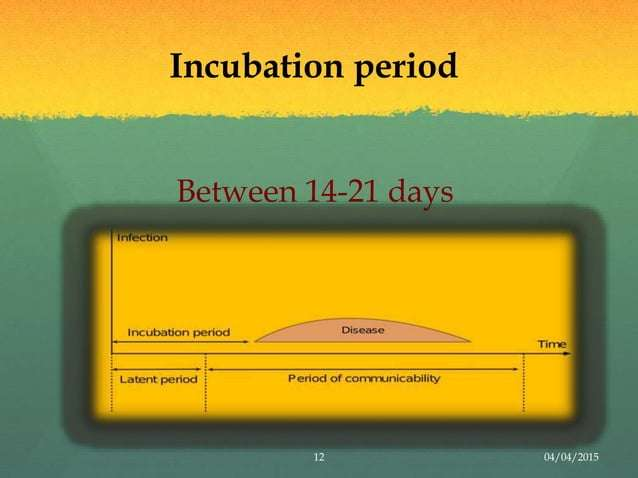 Incubation period
Between 14-21 days
Infection
Incubation period
Disease
Time
Latent period
Period of communicability
12
04/04/2015